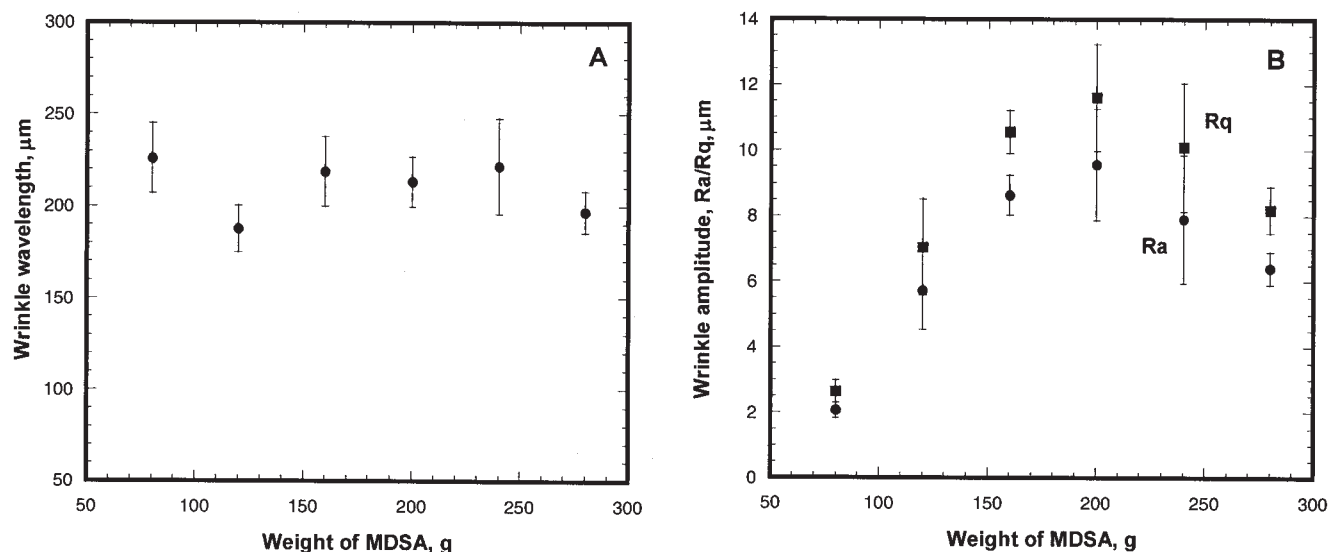 A
300
250
200
150
100
50
Wrinkle wavelength, μm
50 100 150 200 250 300
Weight of MDSA, g
B
14
12
10
8
6
4
2
0
Wrinkle amplitude, Ra/Rq, μm
Rq
Ra
50 100 150 200 250 300
Weight of MDSA, g